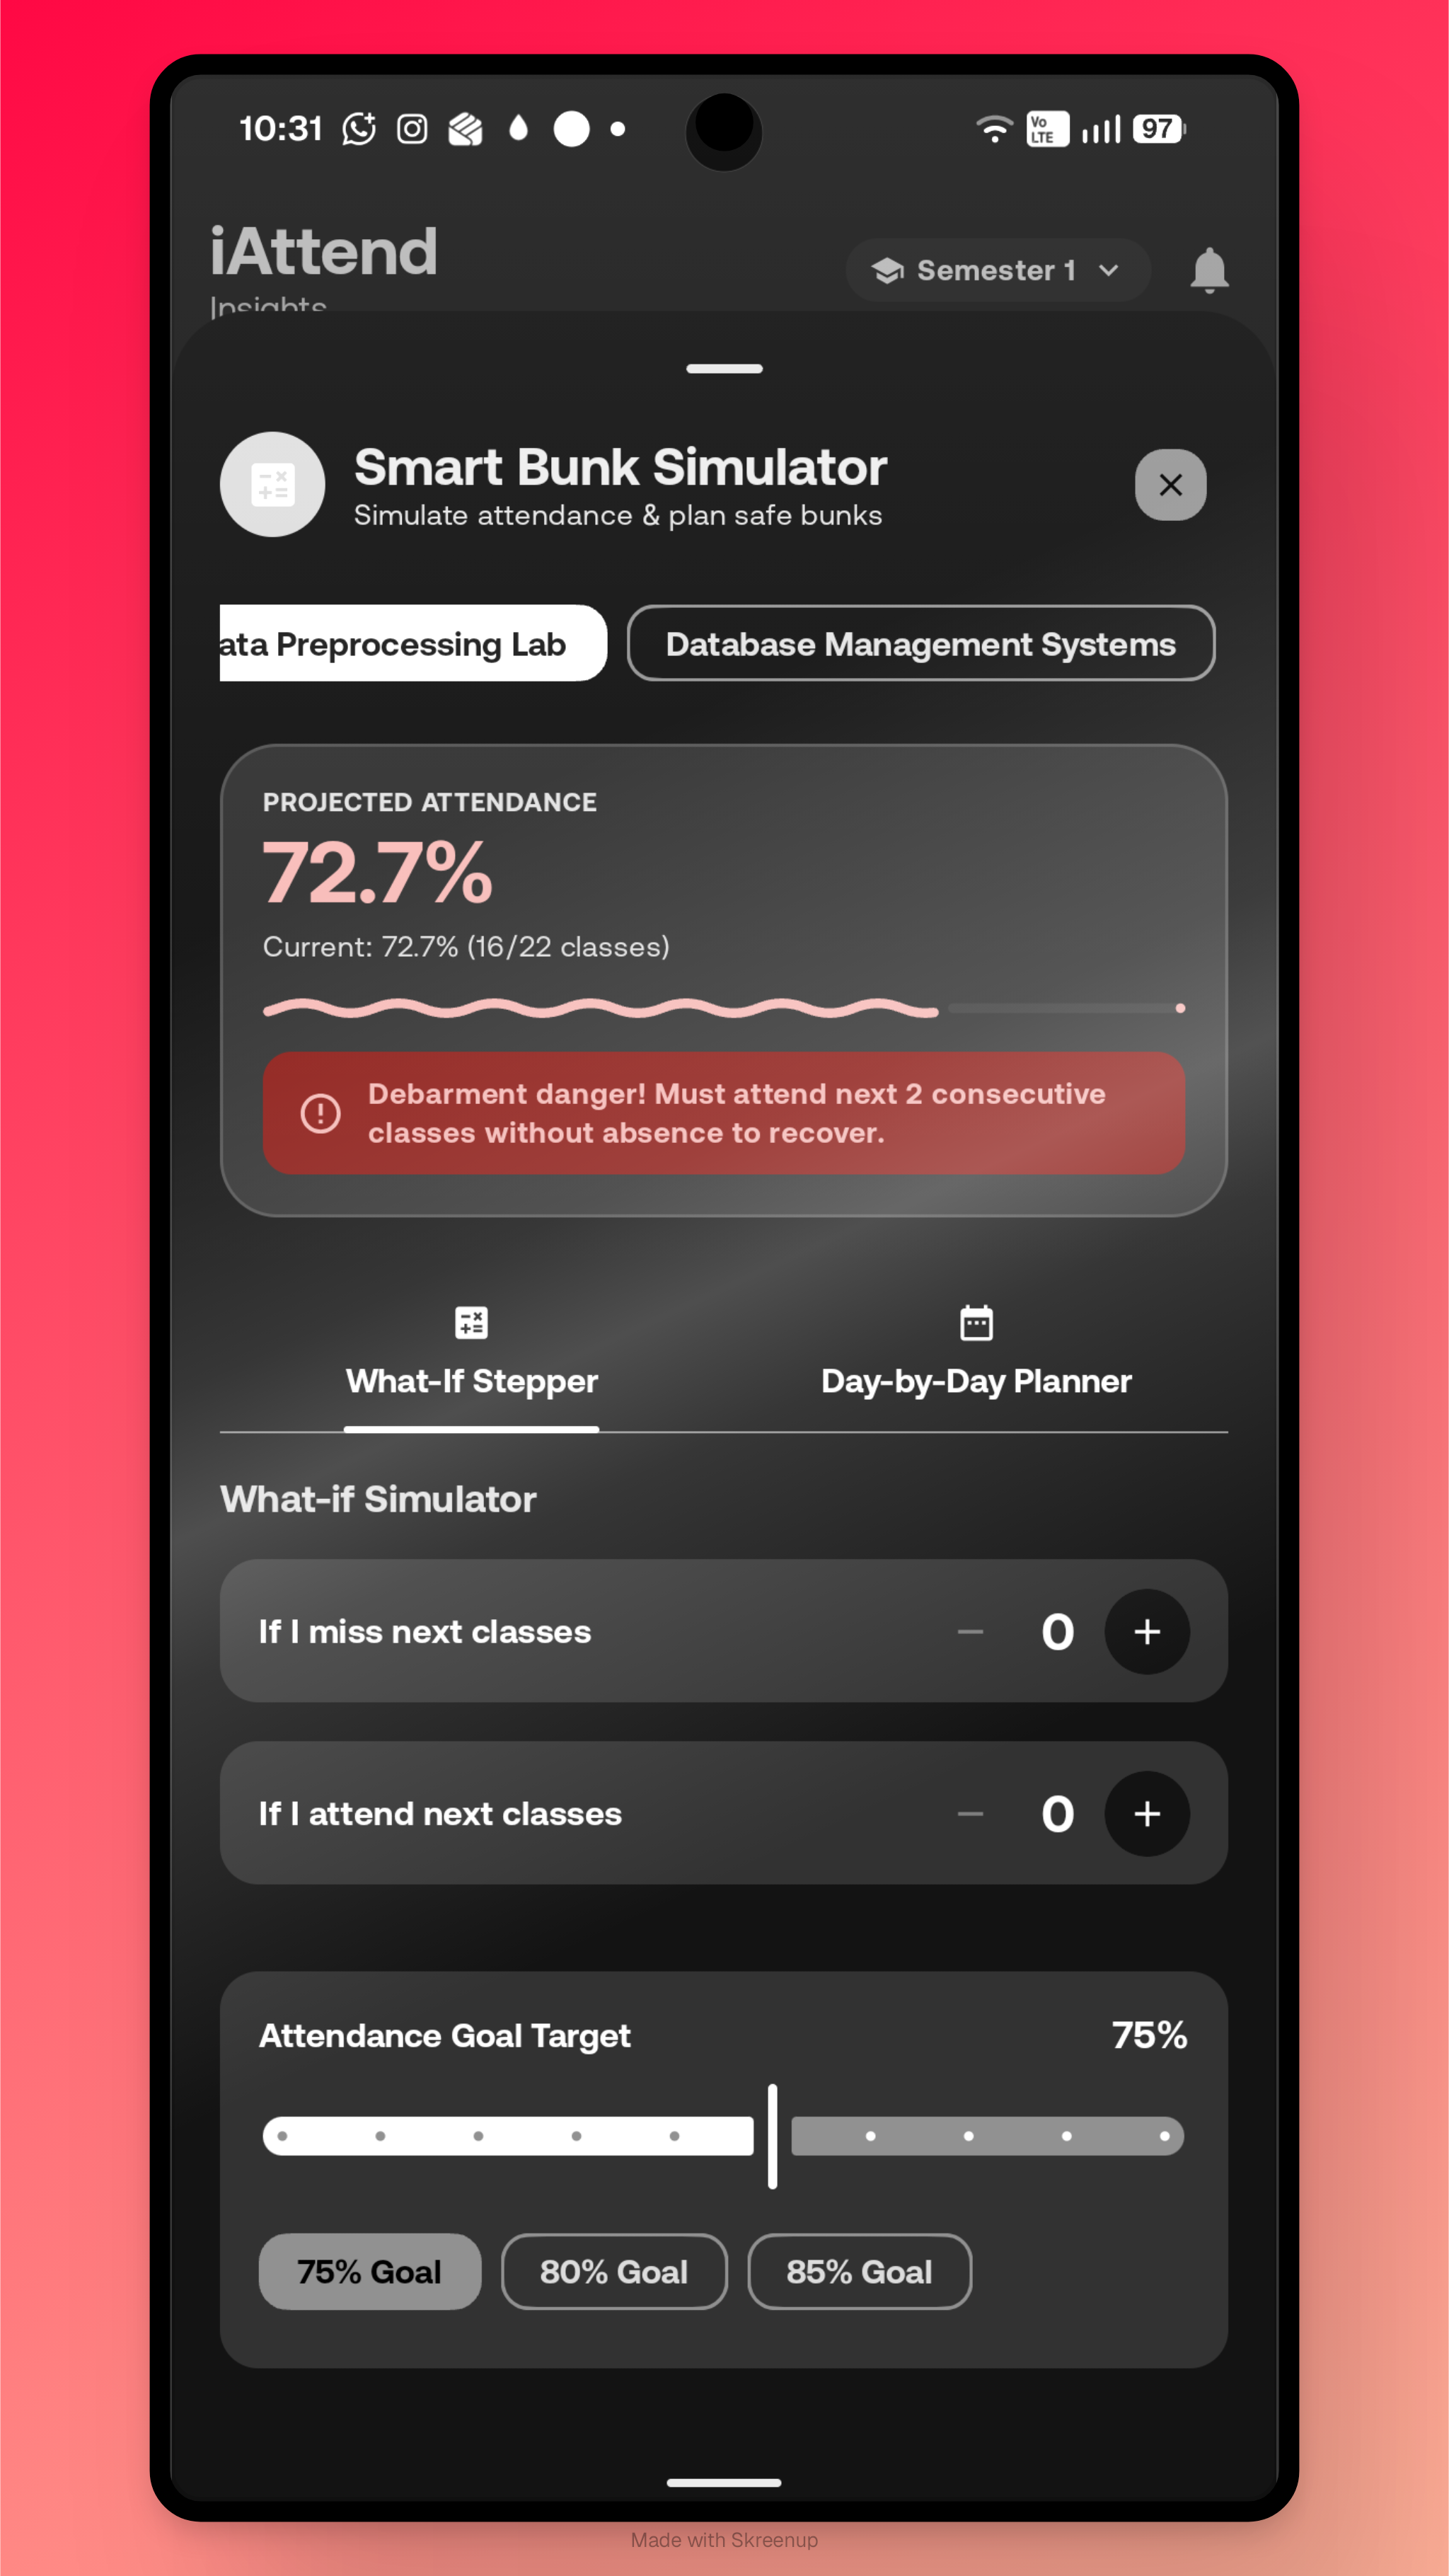 10:31
Vo
LTE
97
iAttend
Semester 1
Insights
Smart Bunk Simulator
Simulate attendance & plan safe bunks
ata Preprocessing Lab
Database Management Systems
PROJECTED ATTENDANCE
72.7%
Current: 72.7% (16/22 classes)
Debarment danger! Must attend next 2 consecutive
classes without absence to recover.
What-If Stepper
Day-by-Day Planner
What-if Simulator
If I miss next classes
− 0 +
If I attend next classes
− 0 +
Attendance Goal Target
75%
75% Goal
80% Goal
85% Goal
Made with Skreenup